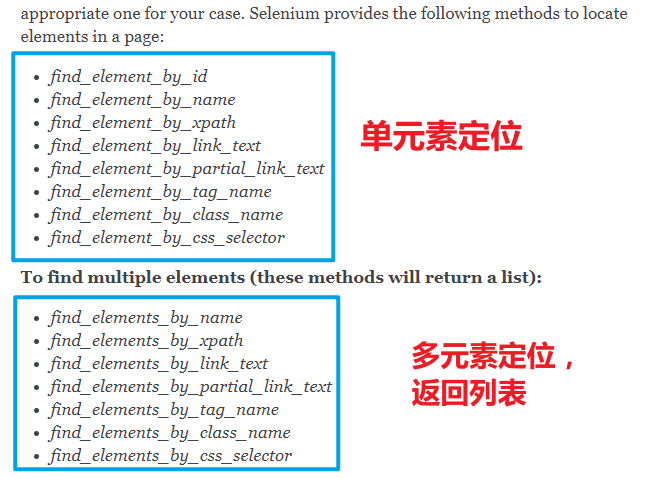 appropriate one for your case. Selenium provides the following methods to locate
elements in a page:
• find_element_by_id
• find_element_by_name
• find_element_by_xpath
• find_element_by_link_text
• find_element_by_partial_link_text
• find_element_by_tag_name
• find_element_by_class_name
• find_element_by_css_selector
单元素定位
To find multiple elements (these methods will return a list):
• find_elements_by_name
• find_elements_by_xpath
• find_elements_by_link_text
• find_elements_by_partial_link_text
• find_elements_by_tag_name
• find_elements_by_class_name
• find_elements_by_css_selector
多元素定位，
返回列表